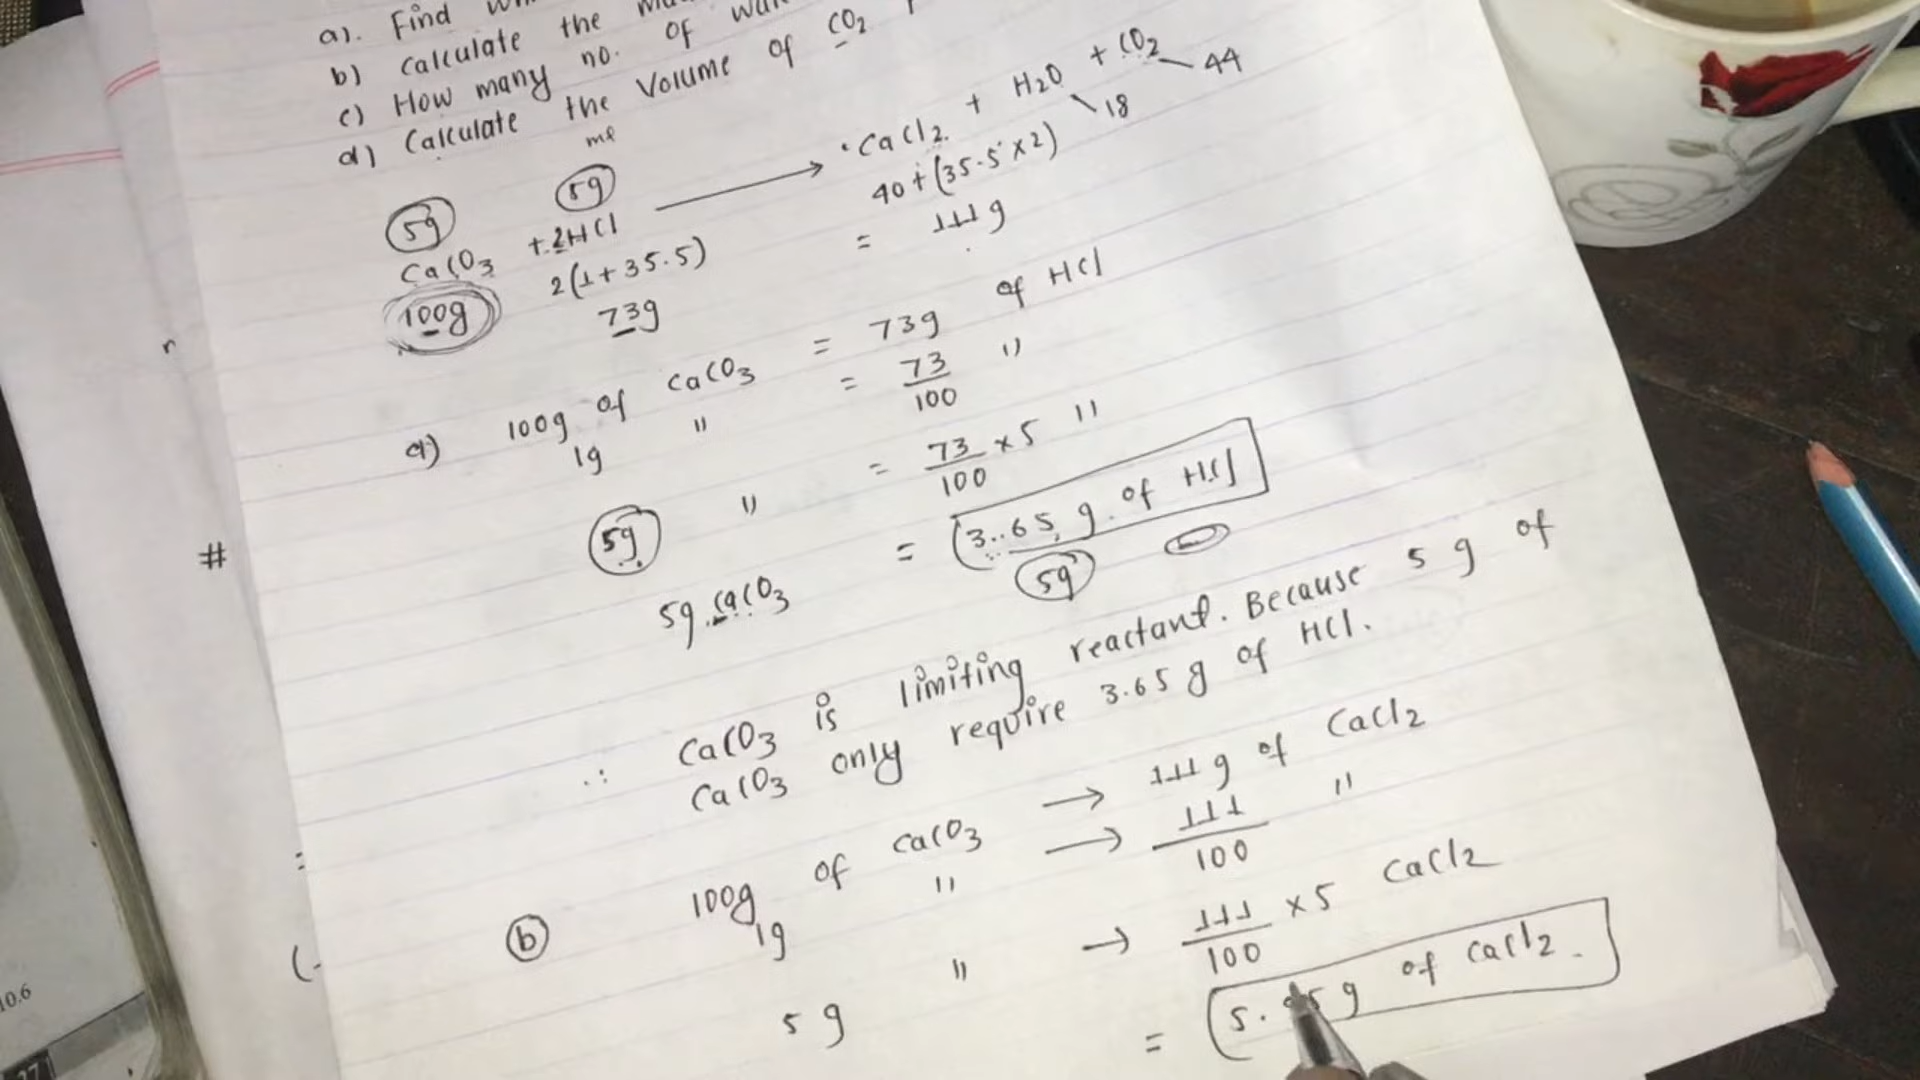 a). Find
b) Calculate the
c) How many no. of
d) Calculate the Volume of CO2
5g 5g
CaCO3 + 2HCl → CaCl2 + H2O + CO2
18 44
100g 2(1+35.5) 40+(35.5×2)
73g = 111g
a) 100g of CaCO3 = 73g of HCl
1g " = 73/100 "
5g " = 73/100 ×5 "
5g CaCO3 = 3.65 g. of HCl
5g
#
∴ CaCO3 is limiting reactant. Because 5 g of
CaCO3 only require 3.65 g of HCl.
b 100g of CaCO3 → 111g of CaCl2
1g " → 111/100 "
5g " → 111/100 ×5 CaCl2
= g of CaCl2.
10.6